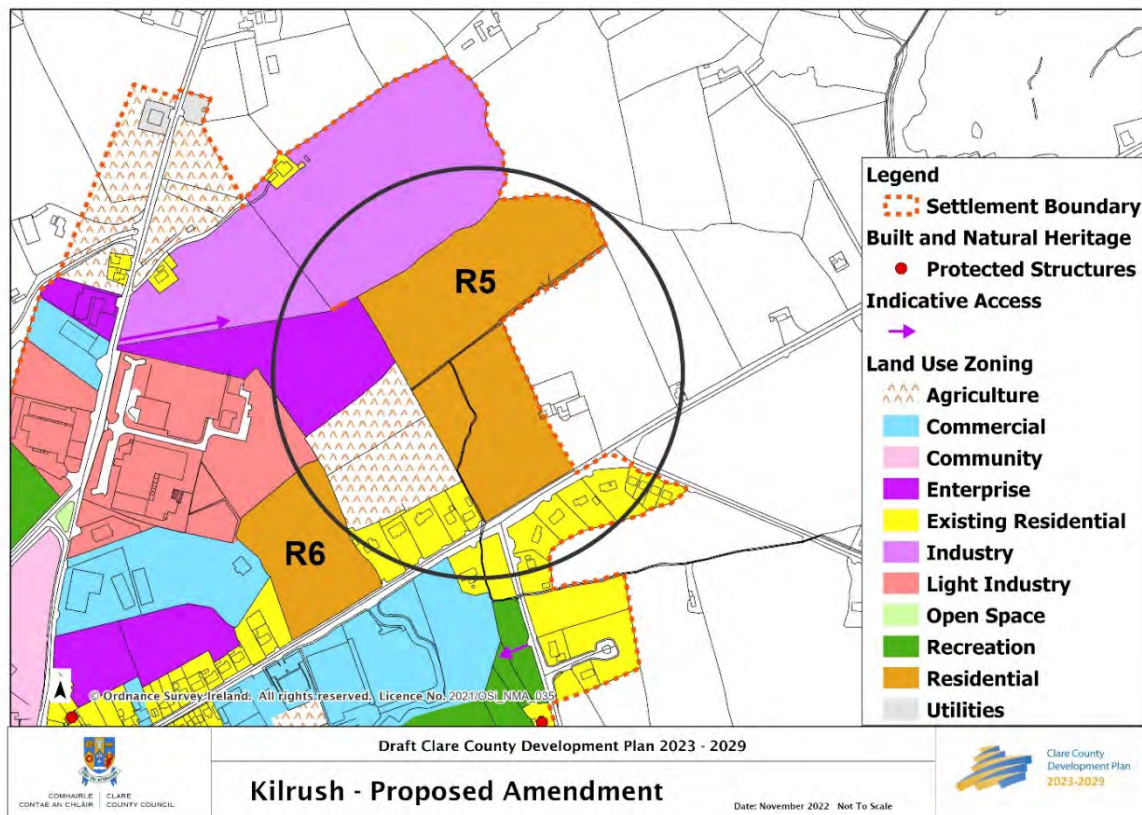 R5
R6
Legend
Settlement Boundary
Built and Natural Heritage
Protected Structures
Indicative Access
Land Use Zoning
Agriculture
Commercial
Community
Enterprise
Existing Residential
Industry
Light Industry
Open Space
Recreation
Residential
Utilities
© Ordnance Survey Ireland. All rights reserved. Licence No. 2021/OSI_NMA_035
COMHAIRLE
CONTAE AN CHLÁIR
CLARE
COUNTY COUNCIL
Draft Clare County Development Plan 2023 - 2029
Kilrush - Proposed Amendment
Date: November 2022 Not To Scale
Clare County
Development Plan
2023-2029